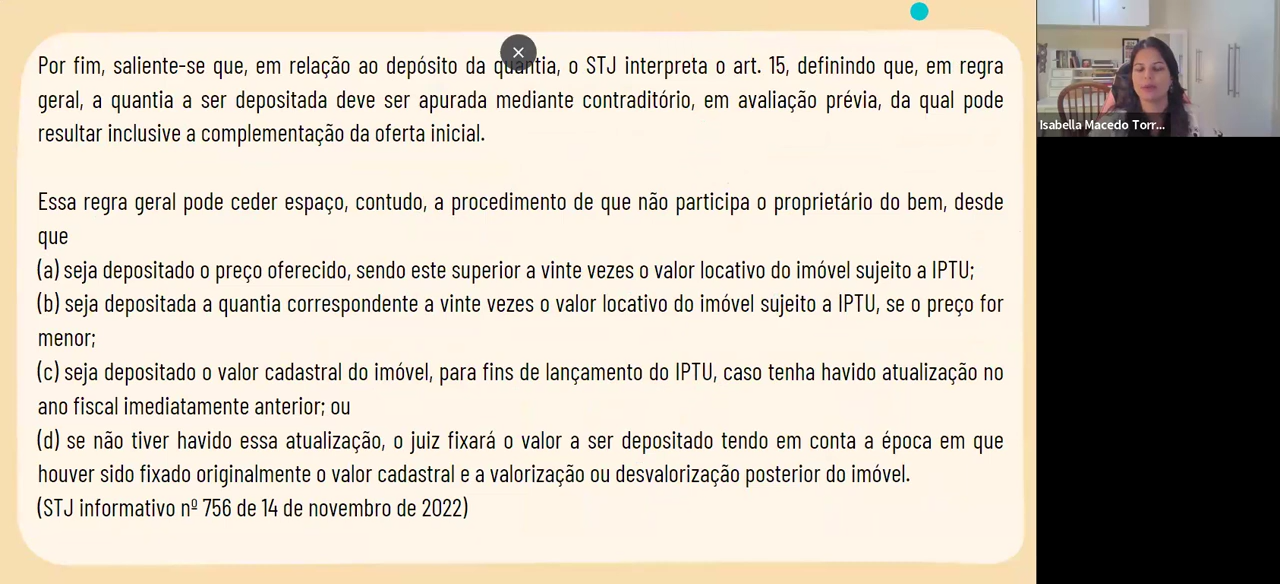 Por fim, saliente-se que, em relação ao depósito da quantia, o STJ interpreta o art. 15, definindo que, em regra
geral, a quantia a ser depositada deve ser apurada mediante contraditório, em avaliação prévia, da qual pode
resultar inclusive a complementação da oferta inicial.
Essa regra geral pode ceder espaço, contudo, a procedimento de que não participa o proprietário do bem, desde
que
(a) seja depositado o preço oferecido, sendo este superior a vinte vezes o valor locativo do imóvel sujeito a IPTU;
(b) seja depositada a quantia correspondente a vinte vezes o valor locativo do imóvel sujeito a IPTU, se o preço for
menor;
(c) seja depositado o valor cadastral do imóvel, para fins de lançamento do IPTU, caso tenha havido atualização no
ano fiscal imediatamente anterior; ou
(d) se não tiver havido essa atualização, o juiz fixará o valor a ser depositado tendo em conta a época em que
houver sido fixado originalmente o valor cadastral e a valorização ou desvalorização posterior do imóvel.
(STJ informativo nº 756 de 14 de novembro de 2022)
Isabella Macedo Torr...